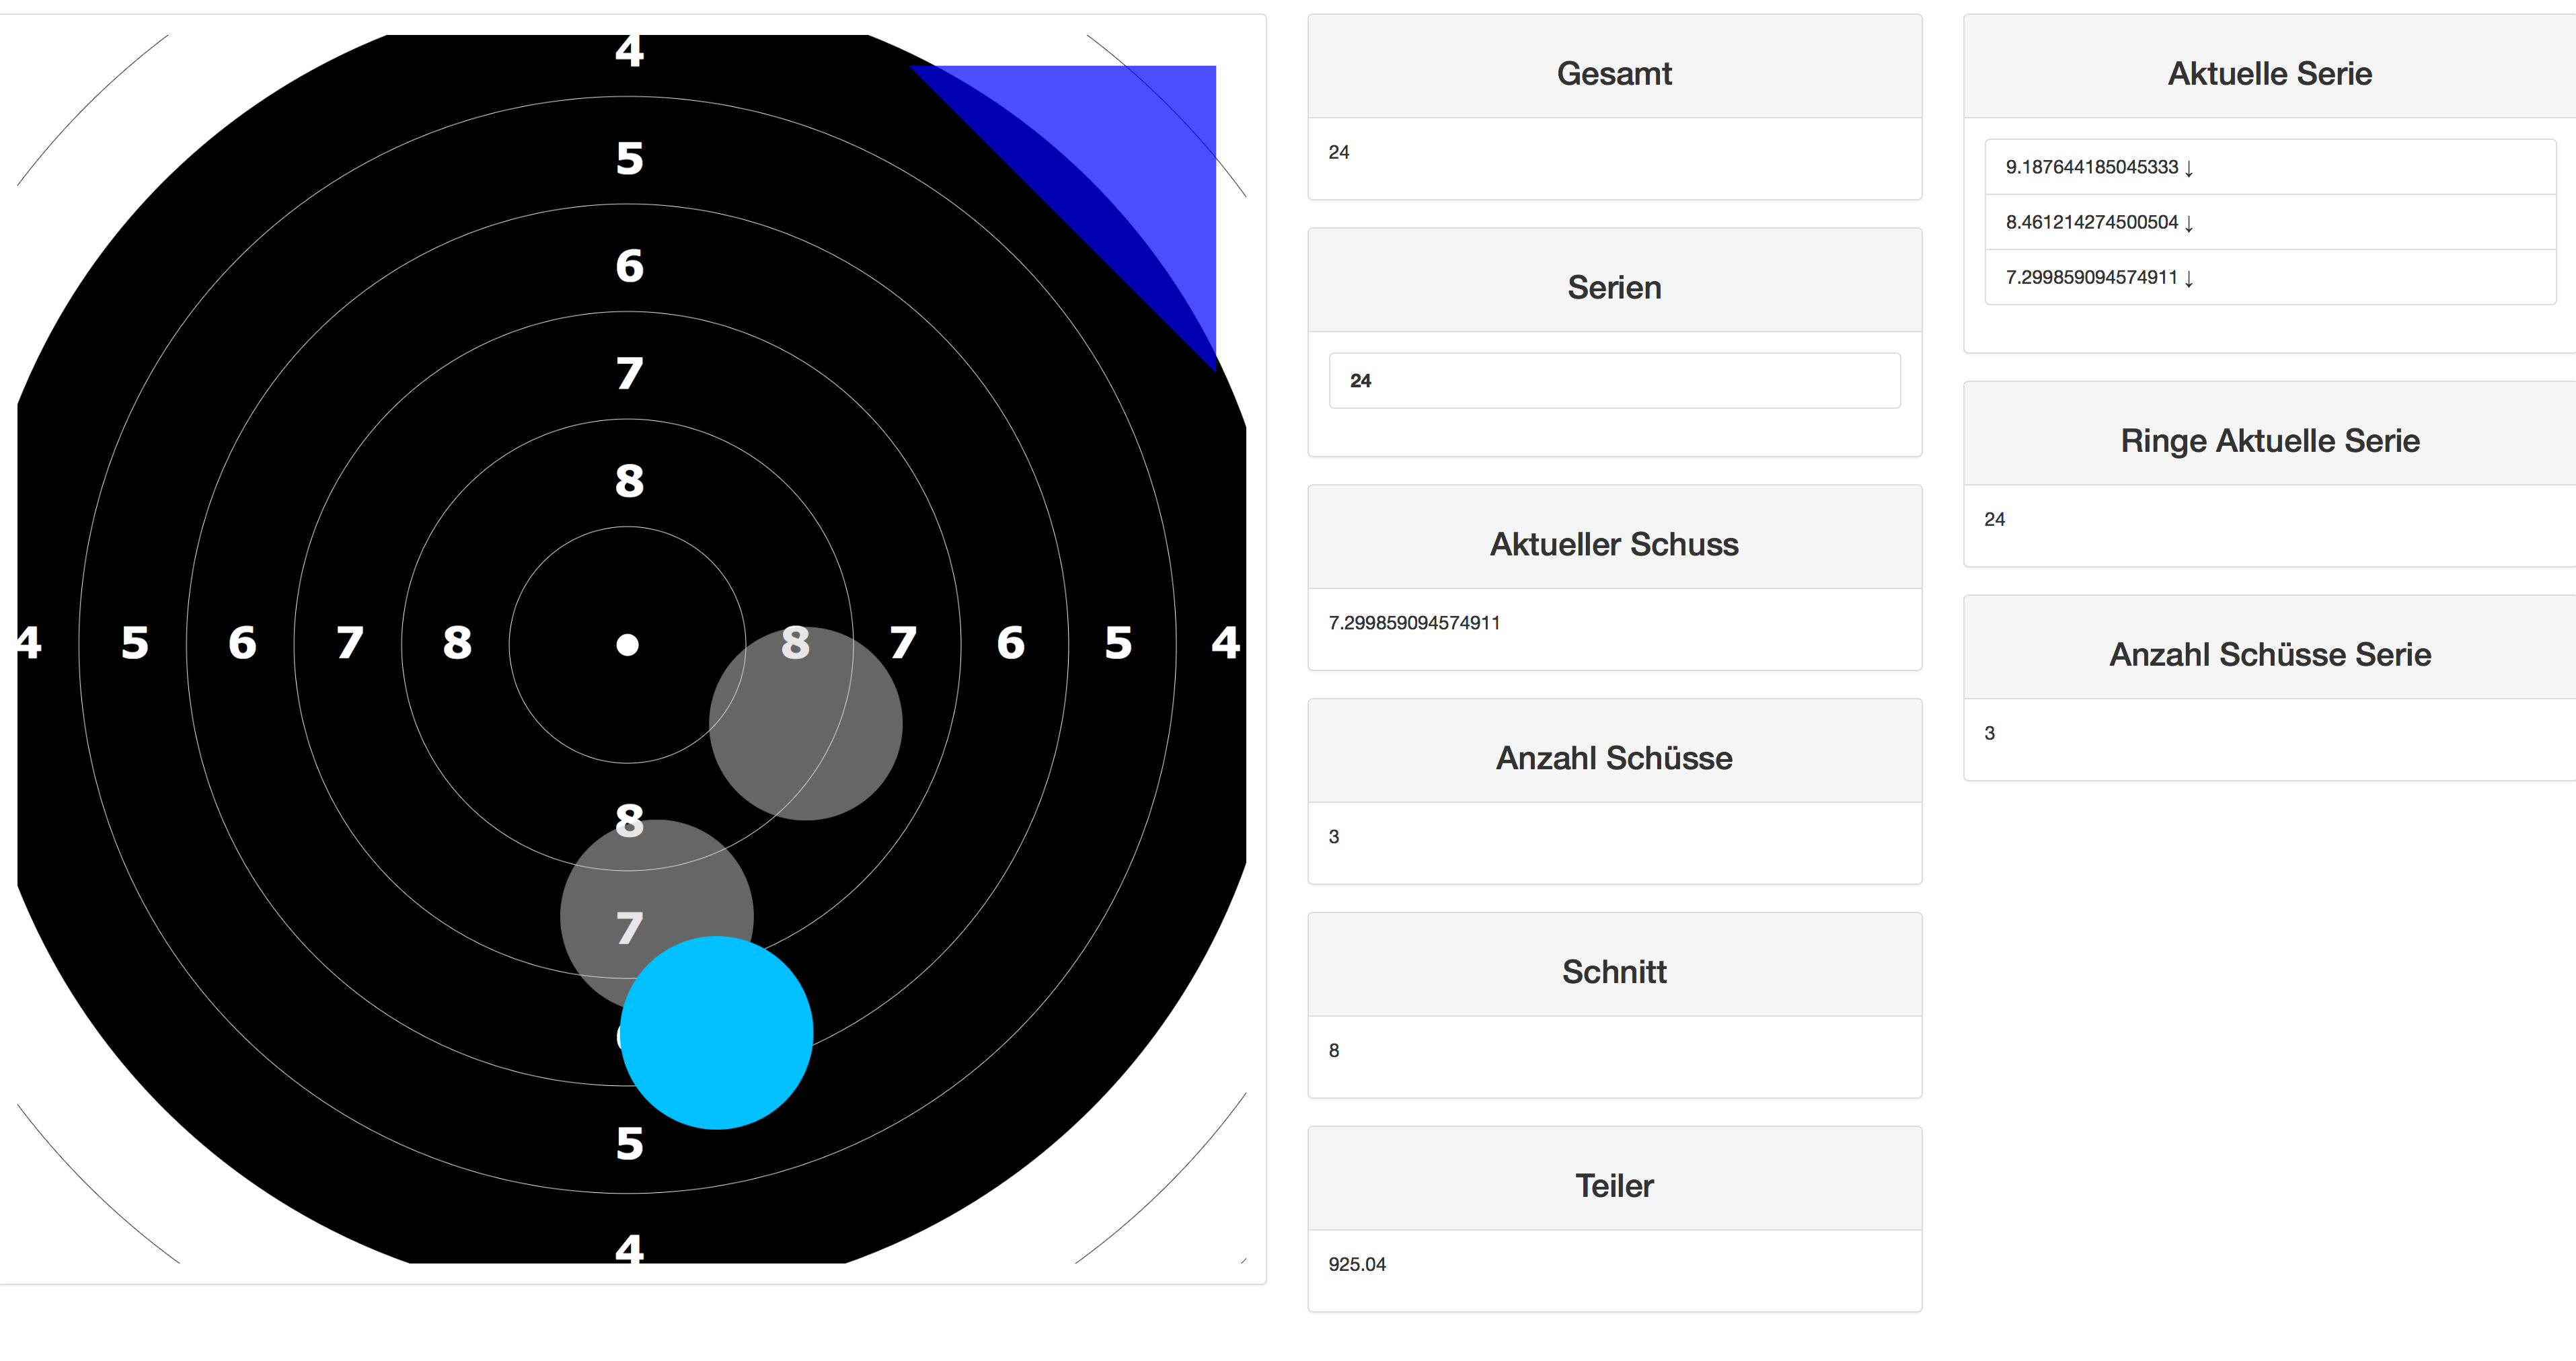 4
5
6
7
8
4 5 6 7 8 8 7 6 5 4
8
7
5
4
Gesamt
24
Serien
24
Aktueller Schuss
7.299859094574911
Anzahl Schüsse
3
Schnitt
8
Teiler
925.04
Aktuelle Serie
9.187644185045333 ↓
8.461214274500504 ↓
7.299859094574911 ↓
Ringe Aktuelle Serie
24
Anzahl Schüsse Serie
3